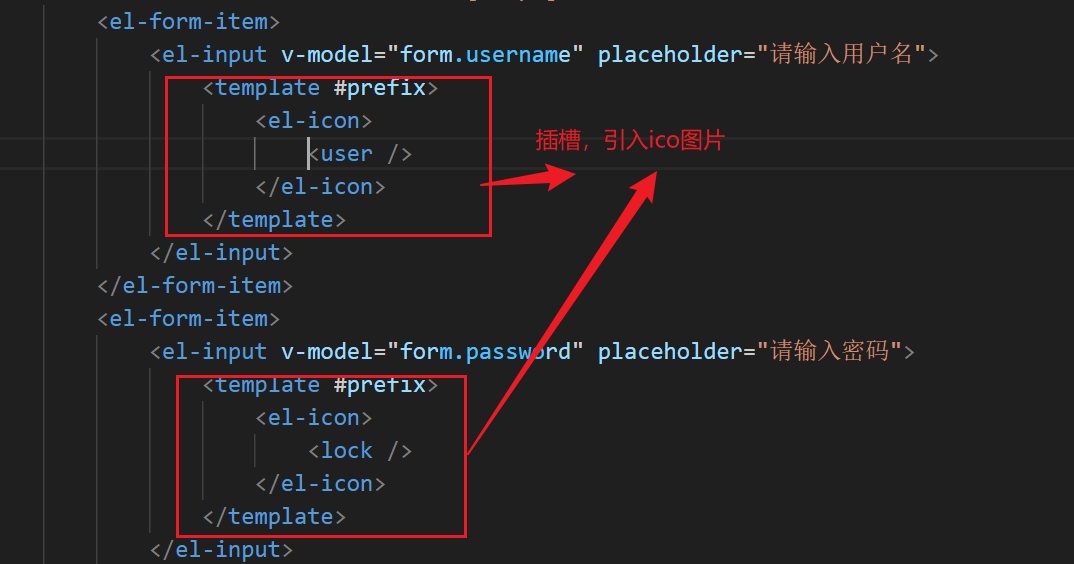 <el-form-item>
<el-input v-model="form.username" placeholder="请输入用户名">
<template #prefix>
<el-icon>
<user />
</el-icon>
</template>
</el-input>
</el-form-item>
<el-form-item>
<el-input v-model="form.password" placeholder="请输入密码">
<template #prefix>
<el-icon>
<lock />
</el-icon>
</template>
</el-input>
插槽，引入ico图片